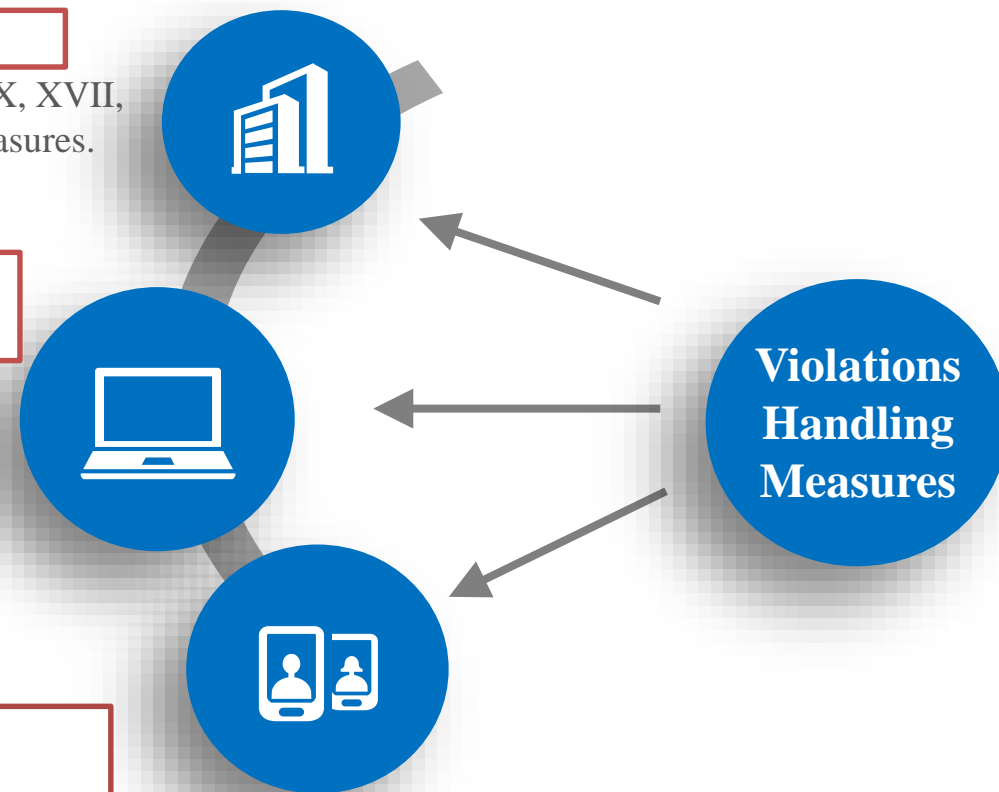 X, XVII,
asures.
Violations
Handling
Measures